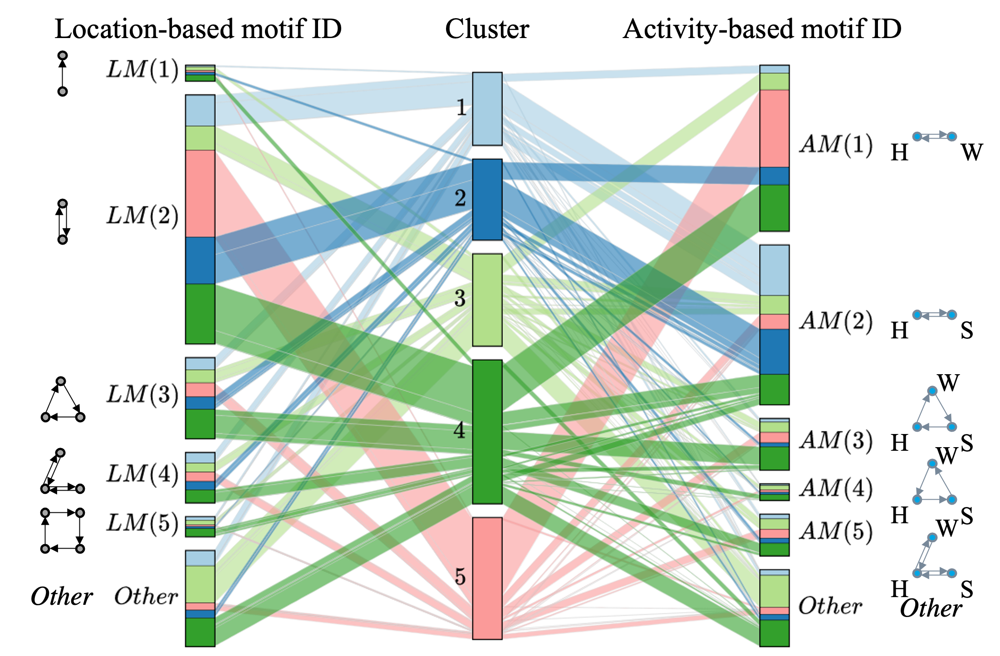 Location-based motif ID
Cluster
Activity-based motif ID
LM(1)
LM(2)
LM(3)
LM(4)
LM(5)
Other
Other
1
2
3
4
5
AM(1)
H
W
AM(2)
H
S
AM(3)
W
H
S
AM(4)
W
H
S
AM(5)
W
H
S
Other
Other